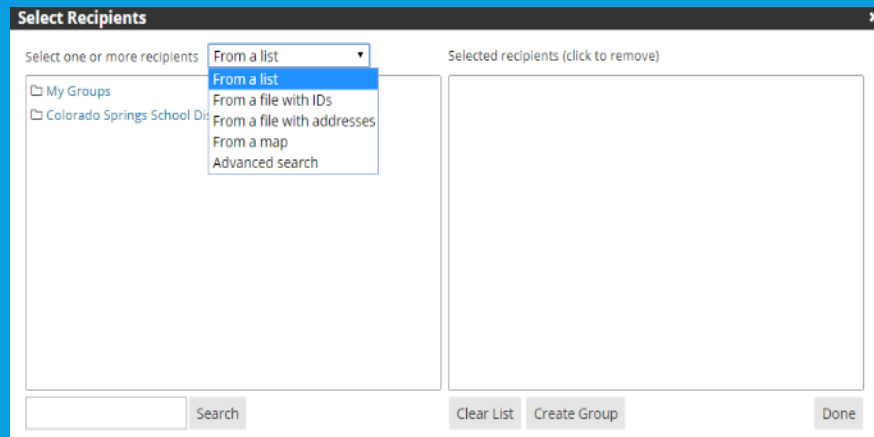 Select Recipients
Select one or more recipients From a list
Selected recipients (click to remove)
My Groups
Colorado Springs School
From a list
From a file with IDs
From a file with addresses
From a map
Advanced search
Search
Clear List Create Group Done